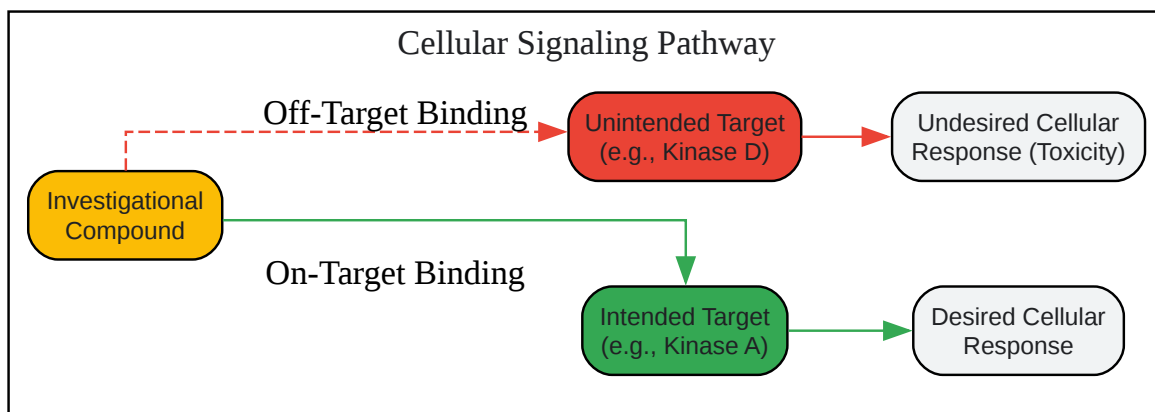 Cellular Signaling Pathway
Off-Target Binding
Unintended Target
(e.g., Kinase D)
Undesired Cellular
Response (Toxicity)
Investigational
Compound
On-Target Binding
Intended Target
(e.g., Kinase A)
Desired Cellular
Response